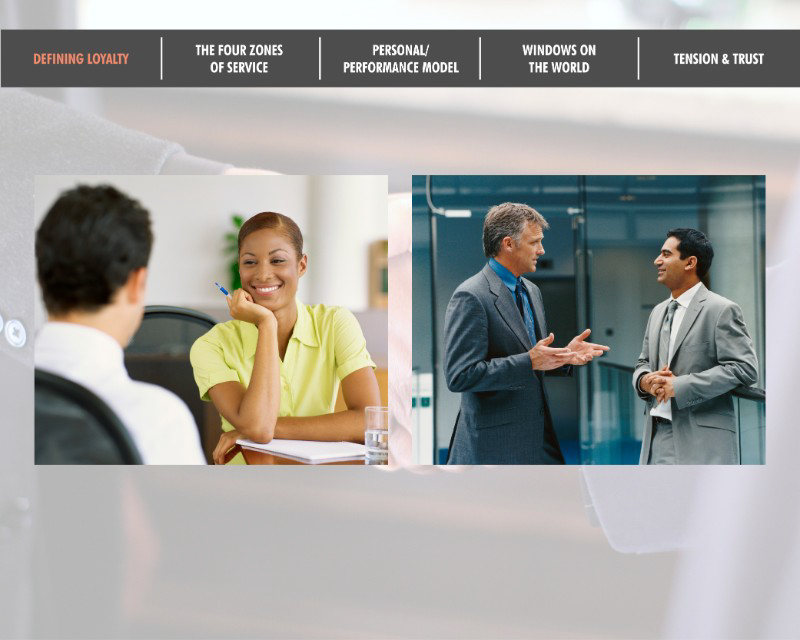 DEFINING LOYALTY
THE FOUR ZONES
OF SERVICE
PERSONAL/
PERFORMANCE MODEL
WINDOWS ON
THE WORLD
TENSION & TRUST